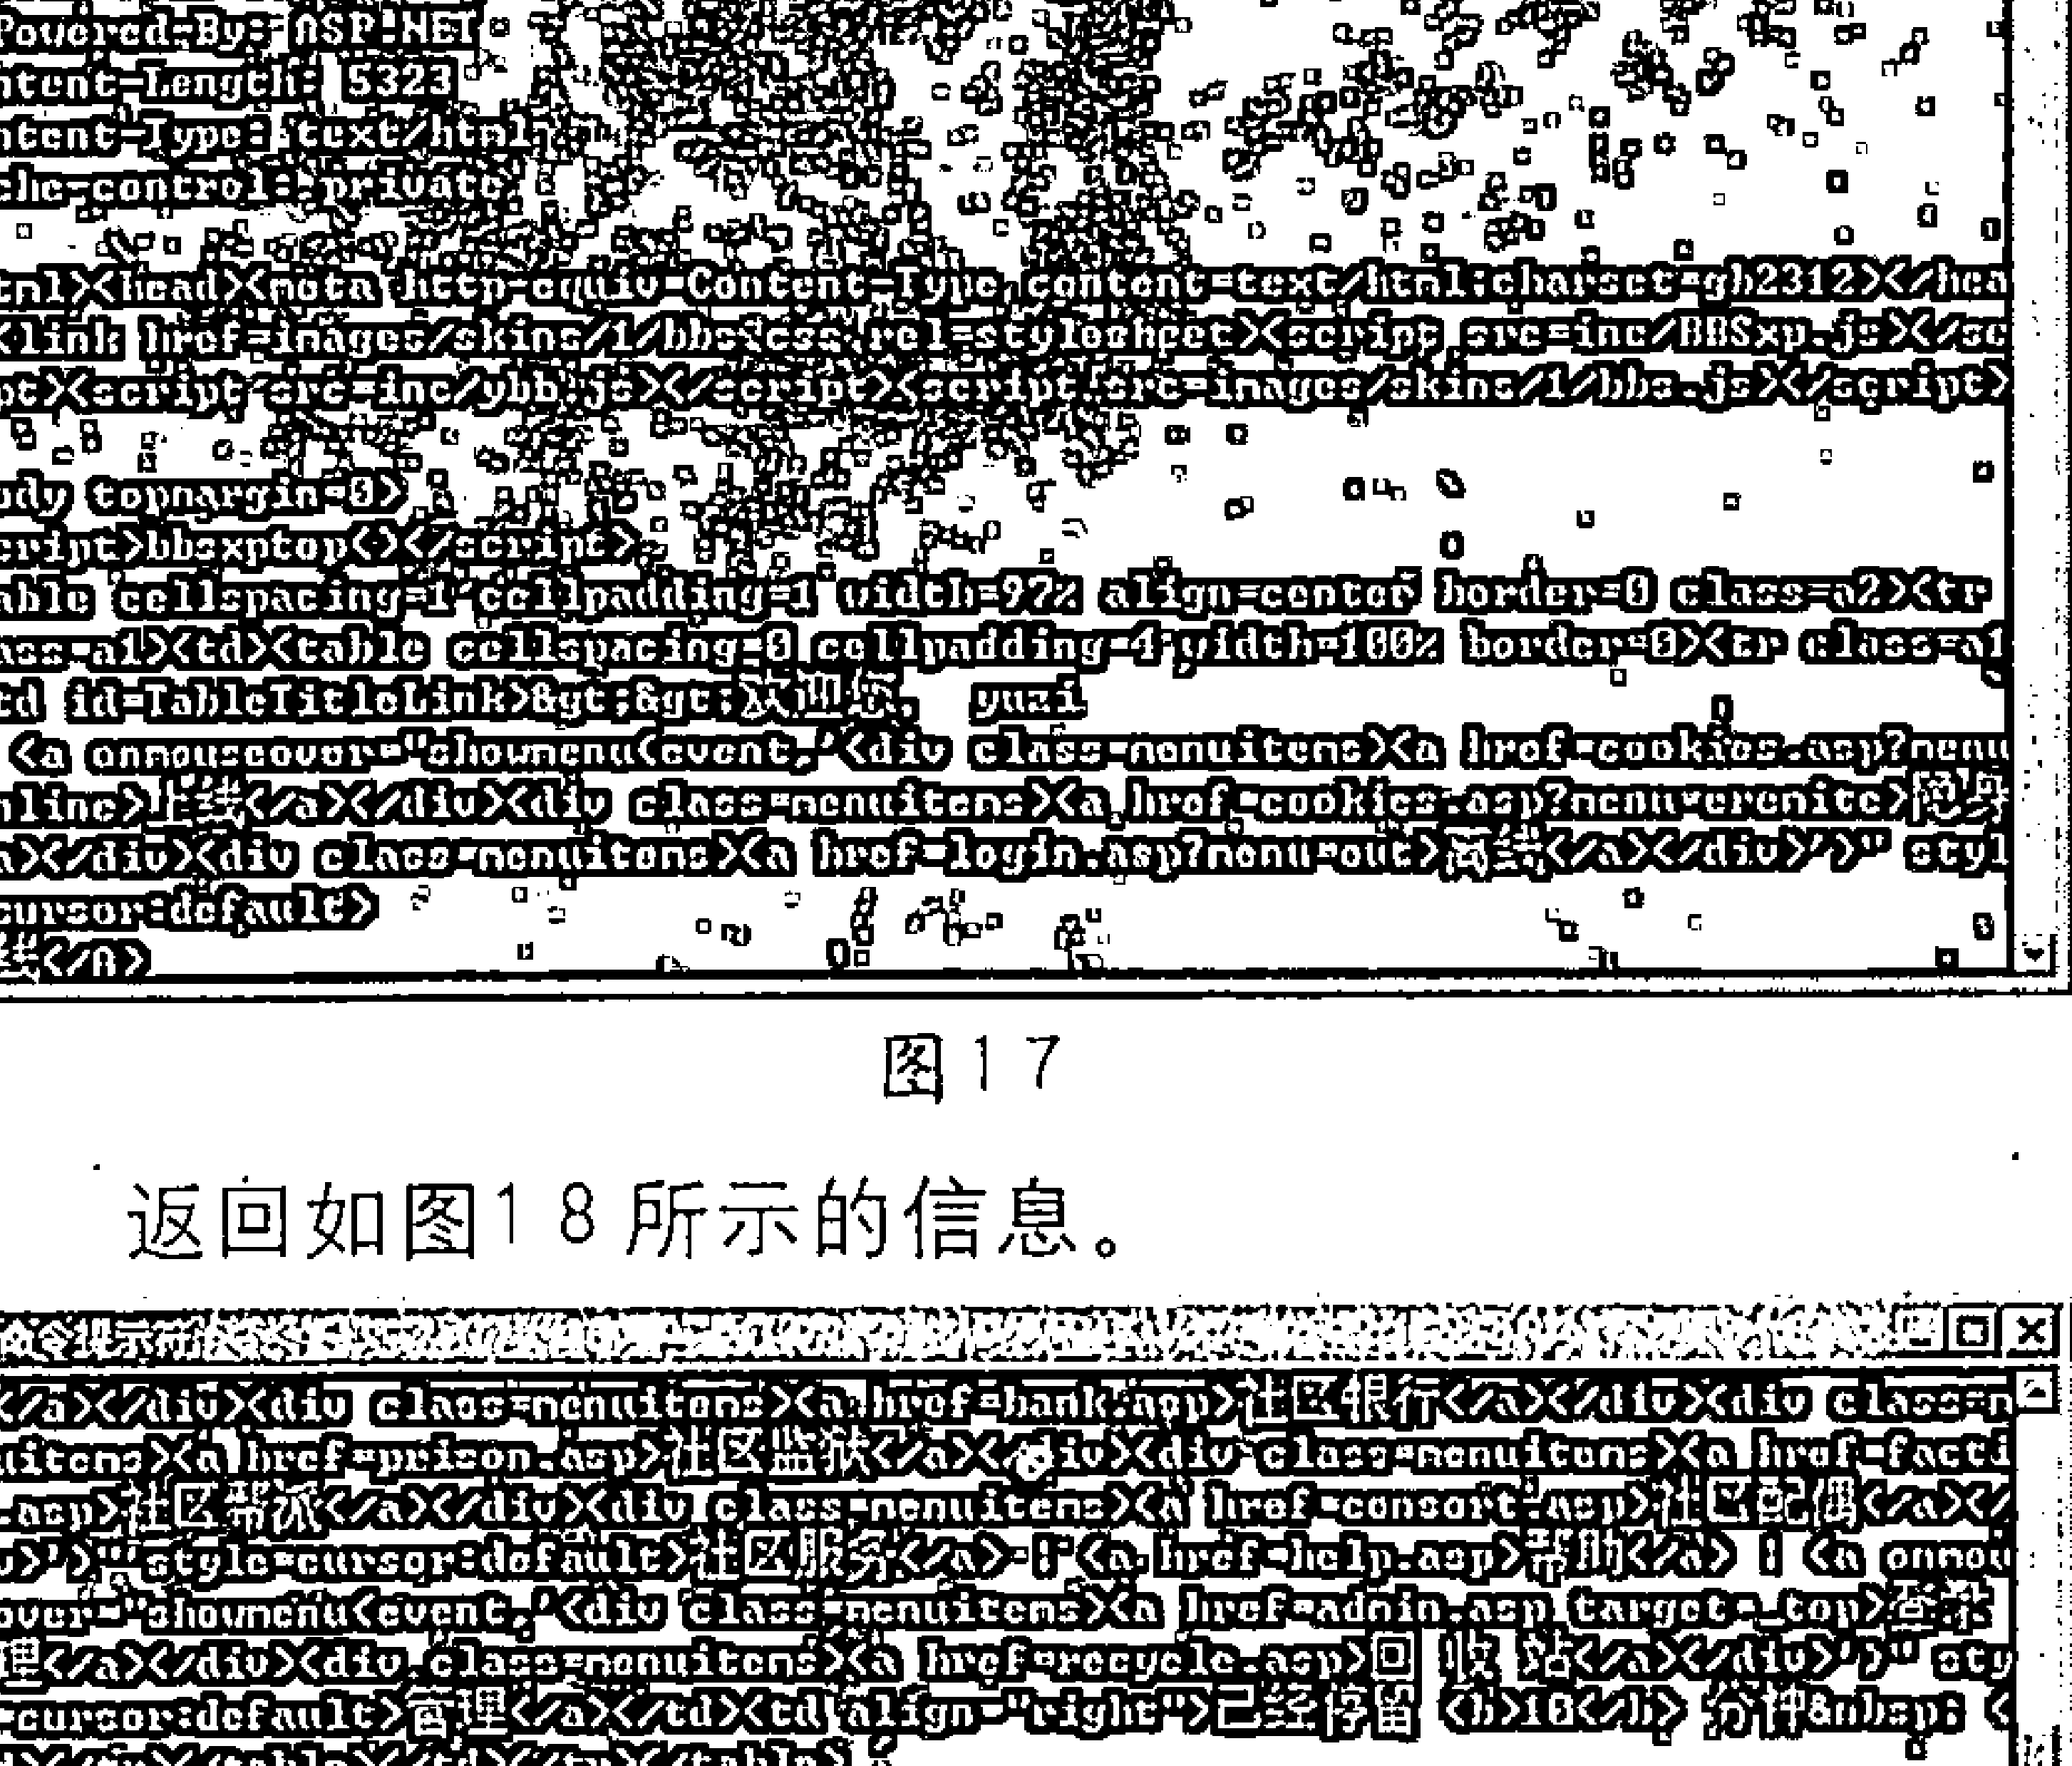 Powered-By: ASP.NET
ntent-Length: 5323
ntent-Type: text/html
che-control: private
tml><head><meta http-equiv=Content-Type content=text/html;charset=gb2312></hea
<link href=images/skins/1/bbs.css rel=stylesheet><script src=inc/BBSxp.js></sc
pt><script src=inc/ybb.js></script><script src=images/skins/1/bbs.js></script>
ody topmargin=0>
cript>bbsxptop()</script>
able cellspacing=1 cellpadding=1 width=97% align=center border=0 class=a2><tr
ass=a1><td><table cellspacing=0 cellpadding=4 width=100% border=0><tr class=a1
td id=TableTitleLink>&gt;&gt; yuzi
<a onmouseover="showmenu(event,'<div class=menuitems><a href=cookies.asp?menu
nline>上线</a></div><div class=menuitems><a href=cookies.asp?menu=eremite>隐身
a></div><div class=menuitems><a href=login.asp?menu=out>离线</a></div>')" styl
cursor:default>
</a>
图17
返回如图18所示的信息。
命令提示符
</a></div><div class=menuitems><a href=bank.asp>社区银行</a></div><div class=m
uitems><a href=prison.asp>社区监狱</a></div><div class=menuitems><a href=facti
.asp>社区帮派</a></div><div class=menuitems><a href=consort.asp>社区配偶</a></
v>')" style=cursor:default>社区服务</a> | <a href=help.asp>帮助</a> | <a onmou
over="showmenu(event,'<div class=menuitems><a href=admin.asp target=_top>
理</a></div><div class=menuitems><a href=recycle.asp>回 收 站</a></div>')" sty
=cursor:default>管理</a></td><td align="right">已经停留 <b>10</b> 分钟&nbsp; <
</table></td></tr></table>